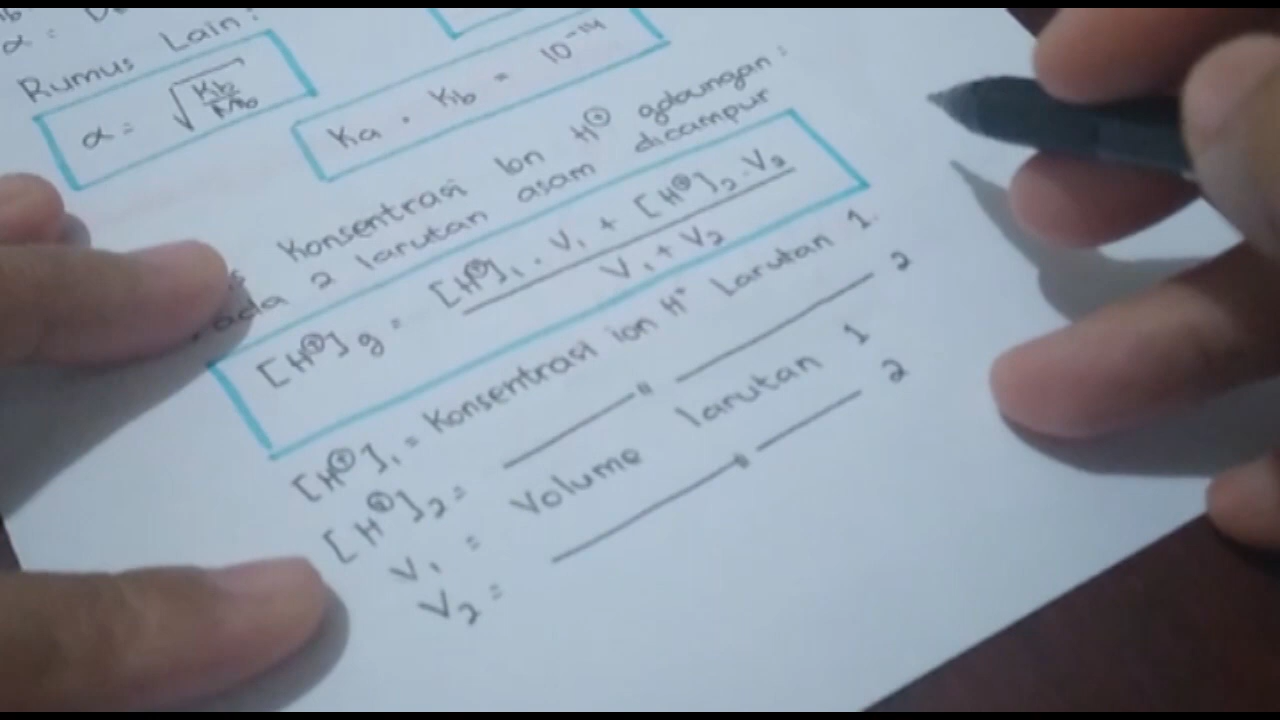 α =
Rumus Lain:
α = √Kb/Mb
Ka . Kb = 10⁻¹⁴
Konsentrasi Ion H⊕ gabungan:
pada 2 larutan asam dicampur
[H⊕]g = [H⊕]₁ . V₁ + [H⊕]₂ . V₂
V₁ + V₂
[H⊕]₁ = Konsentrasi ion H⁺ Larutan 1.
[H⊕]₂ = ———"——— 2
V₁ = Volume larutan 1
V₂ = ———"——— 2